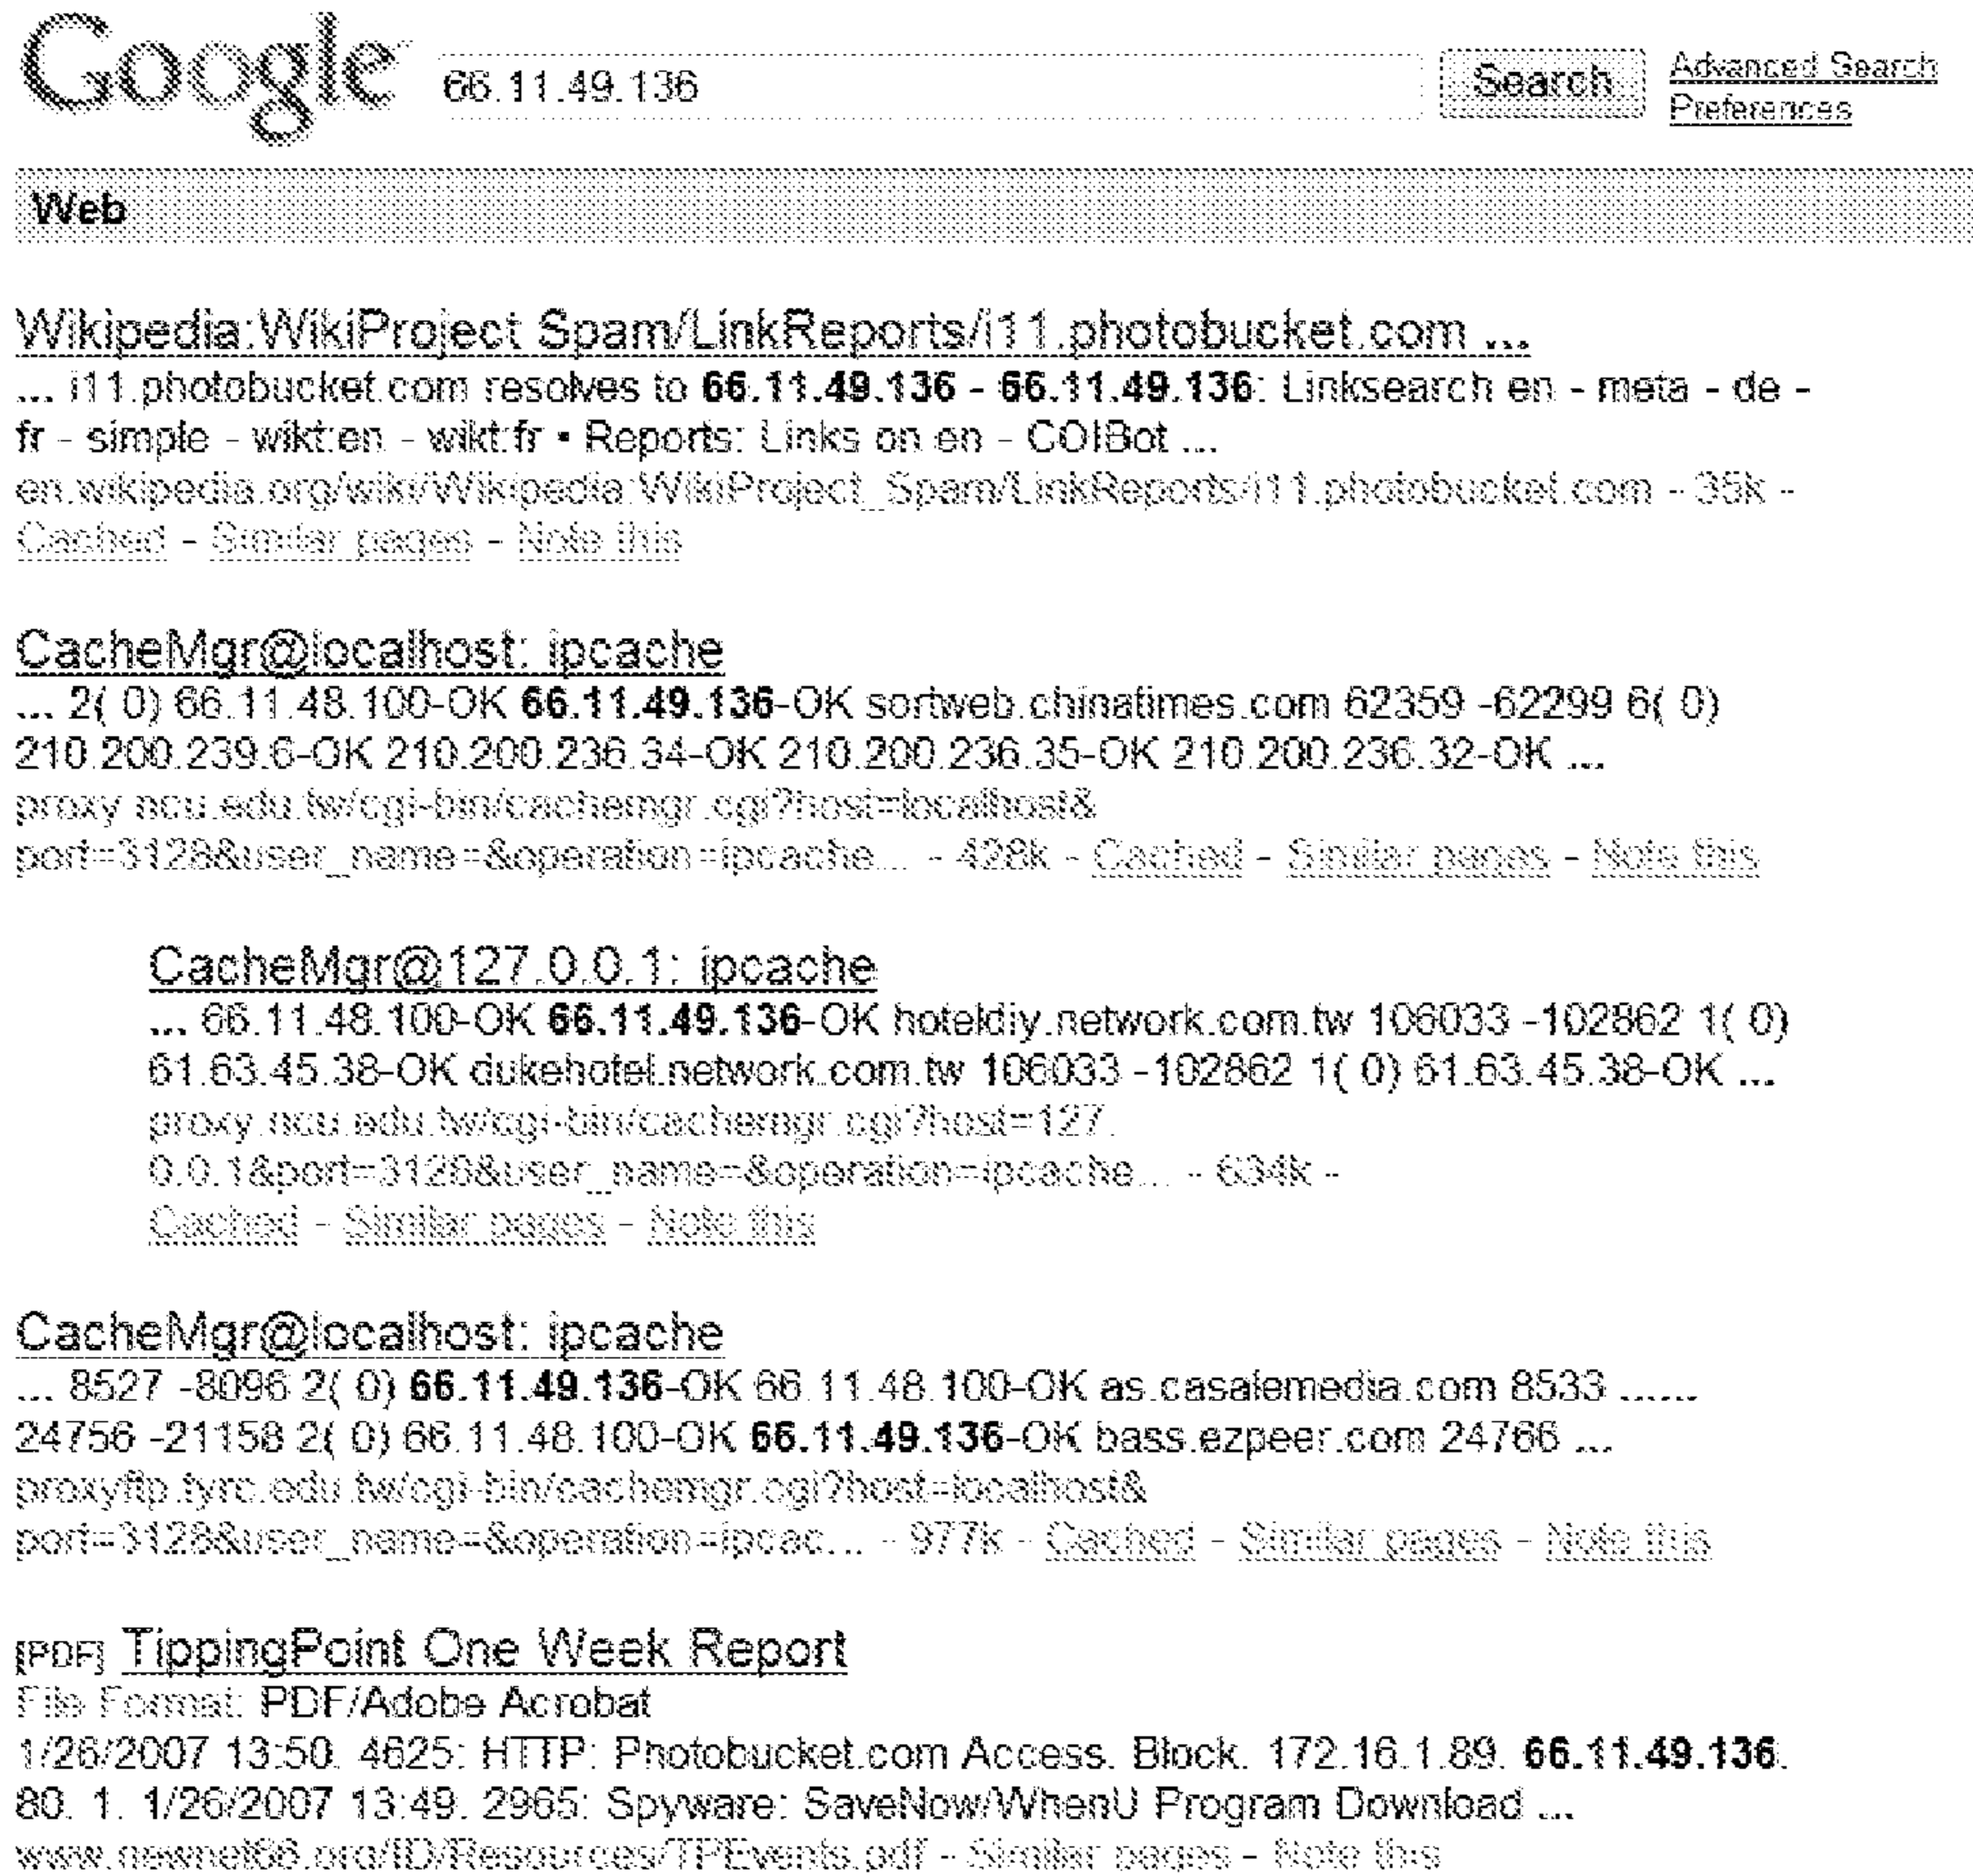 Google 66.11.49.136 Search Advanced Search
Preferences
Web
Wikipedia:WikiProject Spam/LinkReports/i11.photobucket.com ...
... i11.photobucket.com resolves to 66.11.49.136 - 66.11.49.136: Linksearch en - meta - de -
fr - simple - wikt:en - wikt:fr • Reports: Links on en - COIBot ...
en.wikipedia.org/wiki/Wikipedia:WikiProject_Spam/LinkReports/i11.photobucket.com - 35k -
Cached - Similar pages - Note this
CacheMgr@localhost: ipcache
... 2( 0) 66.11.48.100-OK 66.11.49.136-OK sortweb.chinatimes.com 62359 -62299 6( 0)
210.200.239.6-OK 210.200.236.34-OK 210.200.236.35-OK 210.200.236.32-OK ...
proxy.ncu.edu.tw/cgi-bin/cachemgr.cgi?host=localhost&
port=3128&user_name=&operation=ipcache... - 428k - Cached - Similar pages - Note this
CacheMgr@127.0.0.1: ipcache
... 66.11.48.100-OK 66.11.49.136-OK hoteldiy.network.com.tw 106033 -102862 1( 0)
61.63.45.38-OK dukehotel.network.com.tw 106033 -102862 1( 0) 61.63.45.38-OK ...
proxy.ncu.edu.tw/cgi-bin/cachemgr.cgi?host=127.
0.0.1&port=3128&user_name=&operation=ipcache... - 634k -
Cached - Similar pages - Note this
CacheMgr@localhost: ipcache
... 8527 -8096 2( 0) 66.11.49.136-OK 66.11.48.100-OK as.casalemedia.com 8533 ......
24756 -21158 2( 0) 66.11.48.100-OK 66.11.49.136-OK bass.ezpeer.com 24766 ...
proxyftp.tyrc.edu.tw/cgi-bin/cachemgr.cgi?host=localhost&
port=3128&user_name=&operation=ipcac... - 977k - Cached - Similar pages - Note this
[PDF] TippingPoint One Week Report
File Format: PDF/Adobe Acrobat
1/26/2007 13:50. 4625: HTTP: Photobucket.com Access. Block. 172.16.1.89. 66.11.49.136.
80. 1. 1/26/2007 13:49. 2965: Spyware: SaveNow/WhenU Program Download ...
www.newnet66.org/ID/Resources/TPEvents.pdf - Similar pages - Note this